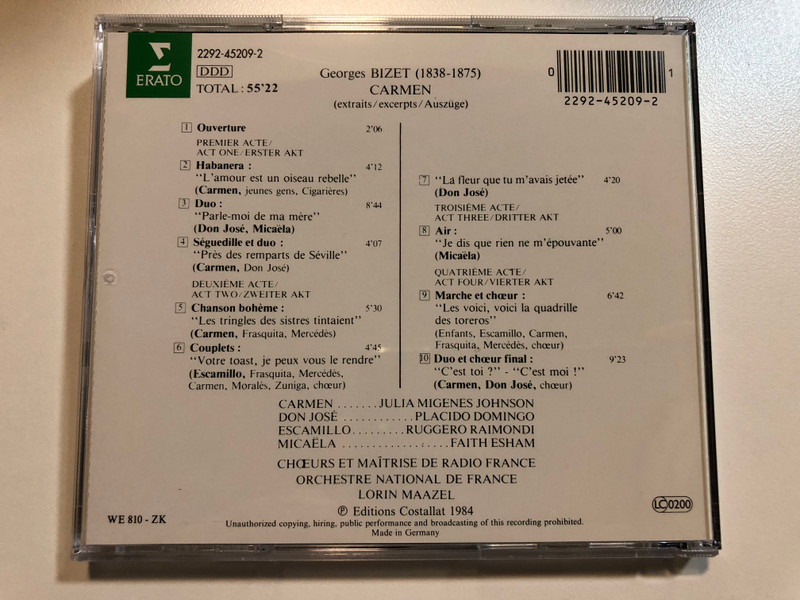 ERATO
2292-45209-2
DDD
TOTAL : 55'22
Georges BIZET (1838-1875)
CARMEN
(extraits/excerpts/Auszüge)
0 1
2292-45209-2
1 Ouverture 2'06
PREMIER ACTE/
ACT ONE/ERSTER AKT
2 Habanera : 4'12
"L'amour est un oiseau rebelle"
(Carmen, jeunes gens, Cigarières)
3 Duo : 8'44
"Parle-moi de ma mère"
(Don José, Micaëla)
4 Séguedille et duo : 4'07
"Près des remparts de Séville"
(Carmen, Don José)
DEUXIÈME ACTE/
ACT TWO/ZWEITER AKT
5 Chanson bohème : 5'30
"Les tringles des sistres tintaient"
(Carmen, Frasquita, Mercédès)
6 Couplets : 4'45
"Votre toast, je peux vous le rendre"
(Escamillo, Frasquita, Mercédès,
Carmen, Moralès, Zuniga, chœur)
7 "La fleur que tu m'avais jetée" 4'20
(Don José)
TROISIÈME ACTE/
ACT THREE/DRITTER AKT
8 Air : 5'00
"Je dis que rien ne m'épouvante"
(Micaëla)
QUATRIÈME ACTE/
ACT FOUR/VIERTER AKT
9 Marche et chœur : 6'42
"Les voici, voici la quadrille
des toreros"
(Enfants, Escamillo, Carmen,
Frasquita, Mercédès, chœur)
10 Duo et chœur final : 9'23
"C'est toi ?" - "C'est moi !"
(Carmen, Don José, chœur)
CARMEN .......JULIA MIGENES JOHNSON
DON JOSÉ ............PLACIDO DOMINGO
ESCAMILLO.........RUGGERO RAIMONDI
MICAËLA ..................FAITH ESHAM
CHŒURS ET MAÎTRISE DE RADIO FRANCE
ORCHESTRE NATIONAL DE FRANCE
LORIN MAAZEL
℗ Editions Costallat 1984
WE 810 - ZK
LC 0200
Unauthorized copying, hiring, public performance and broadcasting of this recording prohibited.
Made in Germany